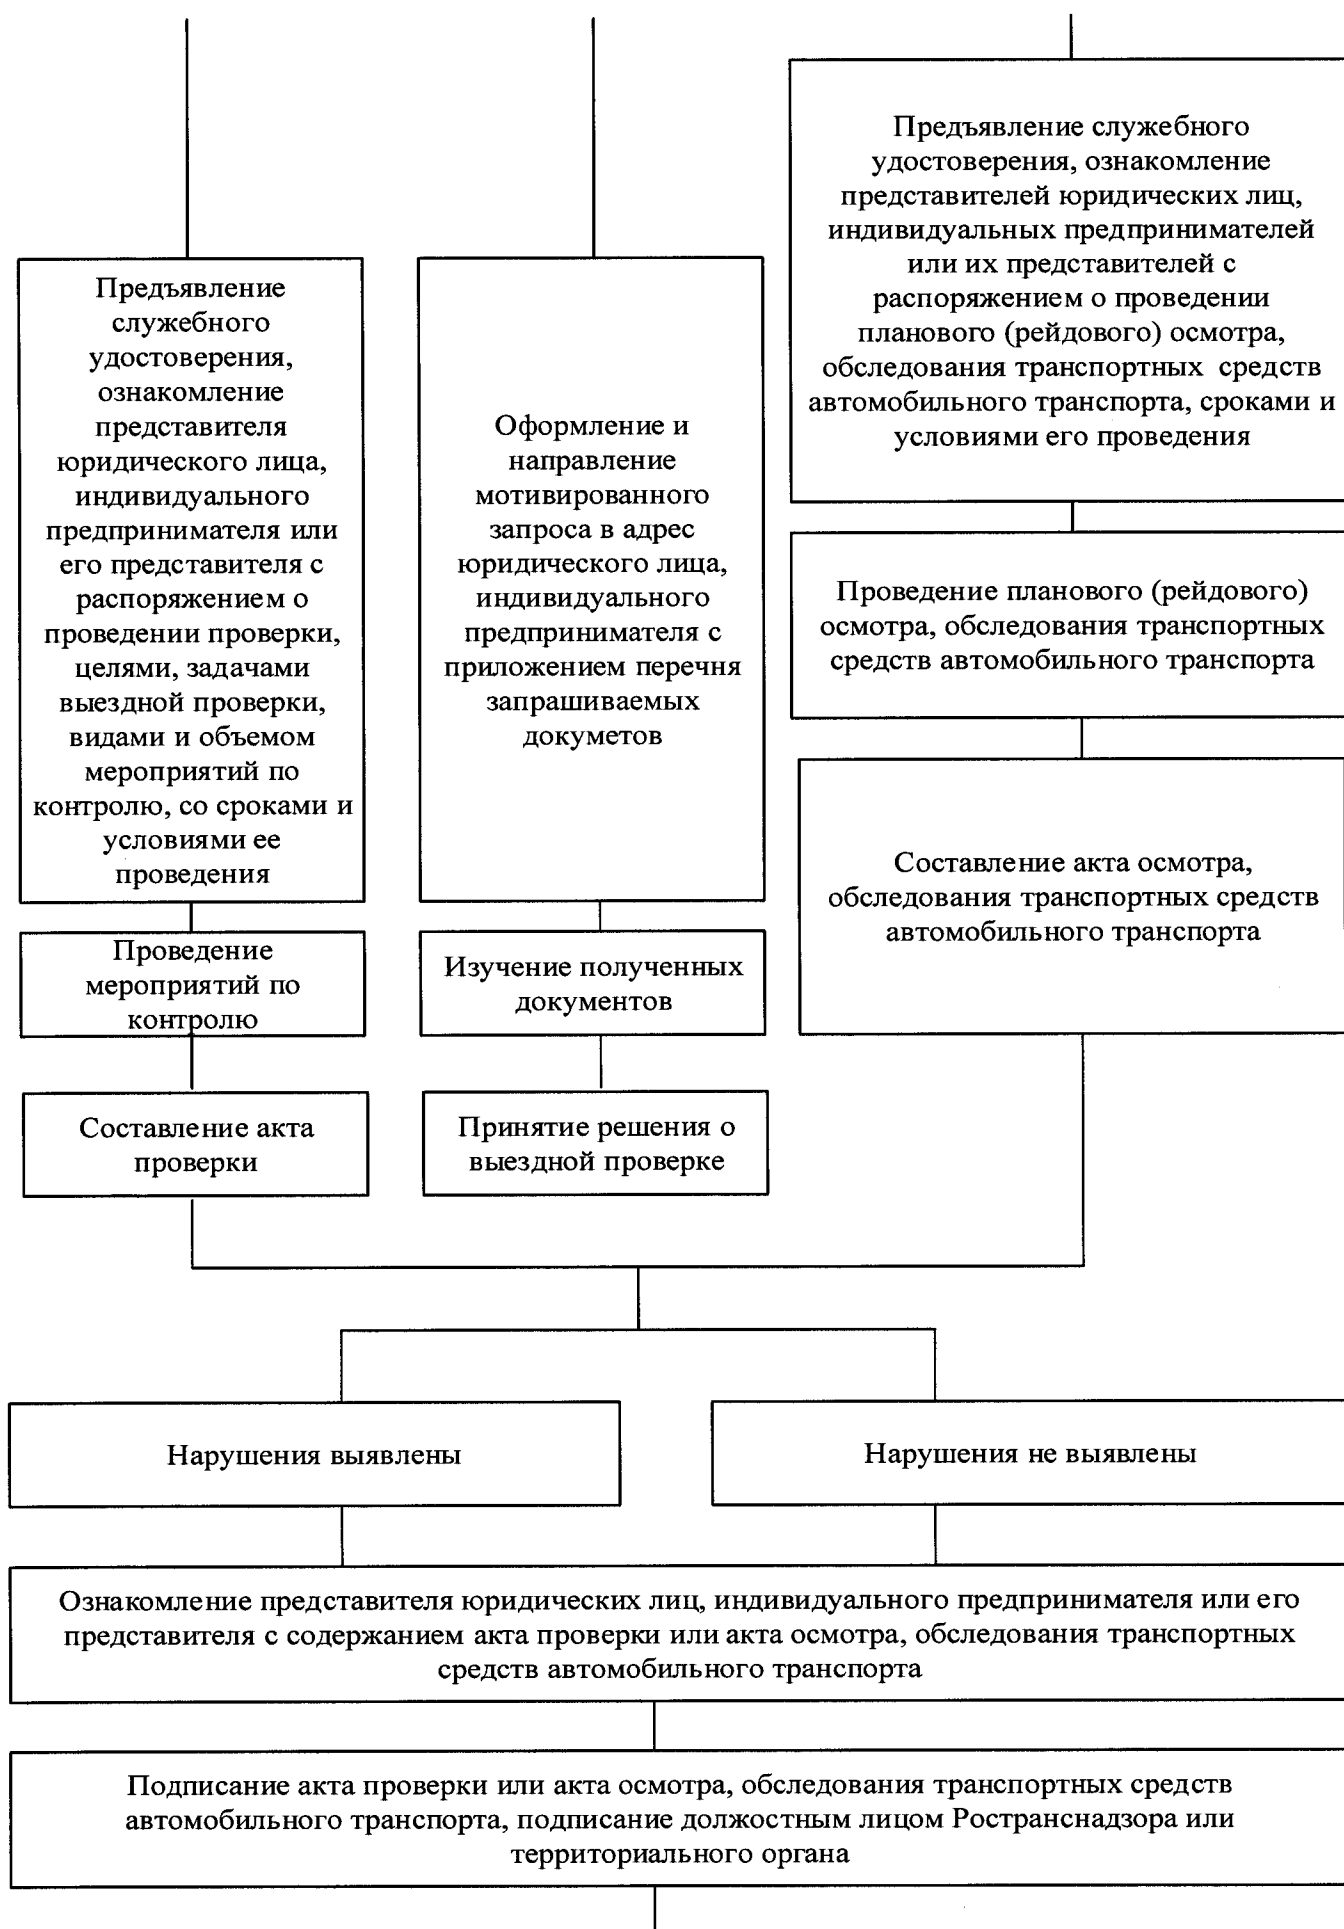 Предъявление
служебного
удостоверения,
ознакомление
представителя
юридического лица,
индивидуального
предпринимателя или
его представителя с
распоряжением о
проведении проверки,
целями, задачами
выездной проверки,
видами и объемом
мероприятий по
контролю, со сроками и
условиями ее
проведения
Проведение
мероприятий по
контролю
Составление акта
проверки
Оформление и
направление
мотивированного
запроса в адрес
юридического лица,
индивидуального
предпринимателя с
приложением перечня
запрашиваемых
докуметов
Изучение полученных
документов
Принятие решения о
выездной проверке
Предъявление служебного
удостоверения, ознакомление
представителей юридических лиц,
индивидуальных предпринимателей
или их представителей с
распоряжением о проведении
планового (рейдового) осмотра,
обследования транспортных средств
автомобильного транспорта, сроками и
условиями его проведения
Проведение планового (рейдового)
осмотра, обследования транспортных
средств автомобильного транспорта
Составление акта осмотра,
обследования транспортных средств
автомобильного транспорта
Нарушения выявлены
Нарушения не выявлены
Ознакомление представителя юридических лиц, индивидуального предпринимателя или его
представителя с содержанием акта проверки или акта осмотра, обследования транспортных
средств автомобильного транспорта
Подписание акта проверки или акта осмотра, обследования транспортных средств
автомобильного транспорта, подписание должностным лицом Ространснадзора или
территориального органа